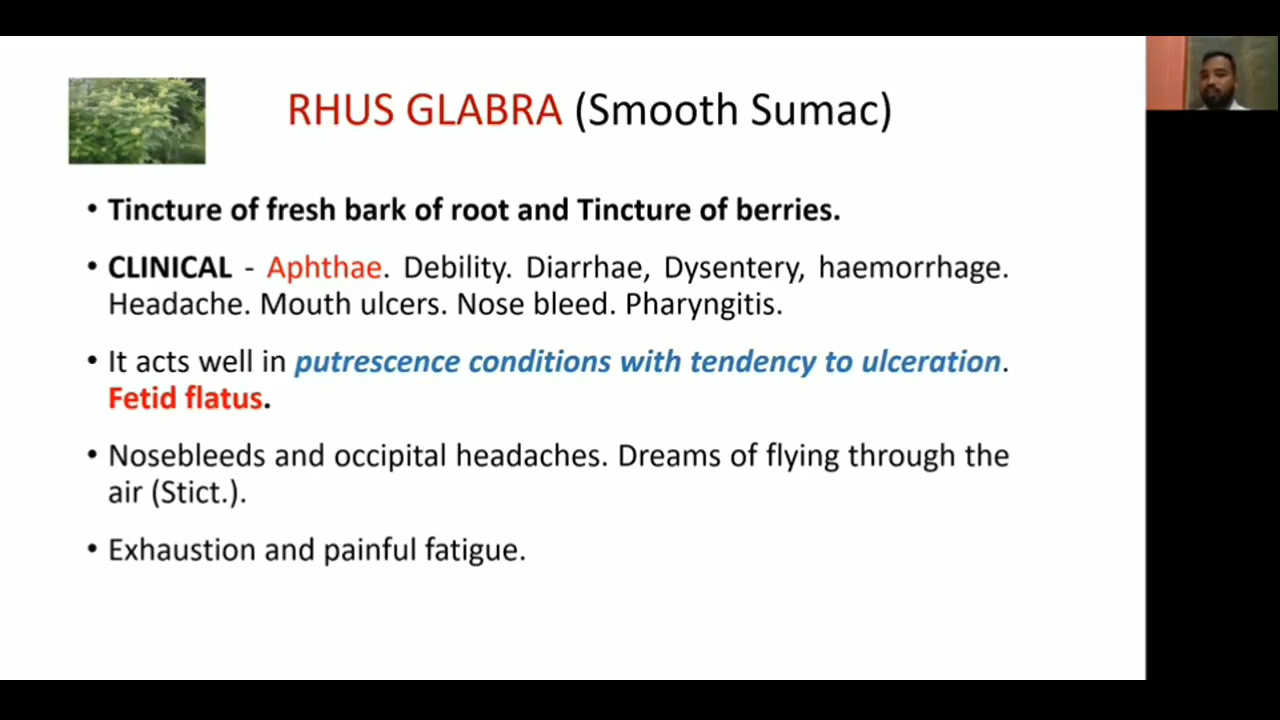 RHUS GLABRA (Smooth Sumac)
• Tincture of fresh bark of root and Tincture of berries.
• CLINICAL - Aphthae. Debility. Diarrhae, Dysentery, haemorrhage.
Headache. Mouth ulcers. Nose bleed. Pharyngitis.
• It acts well in putrescence conditions with tendency to ulceration.
Fetid flatus.
• Nosebleeds and occipital headaches. Dreams of flying through the
air (Stict.).
• Exhaustion and painful fatigue.